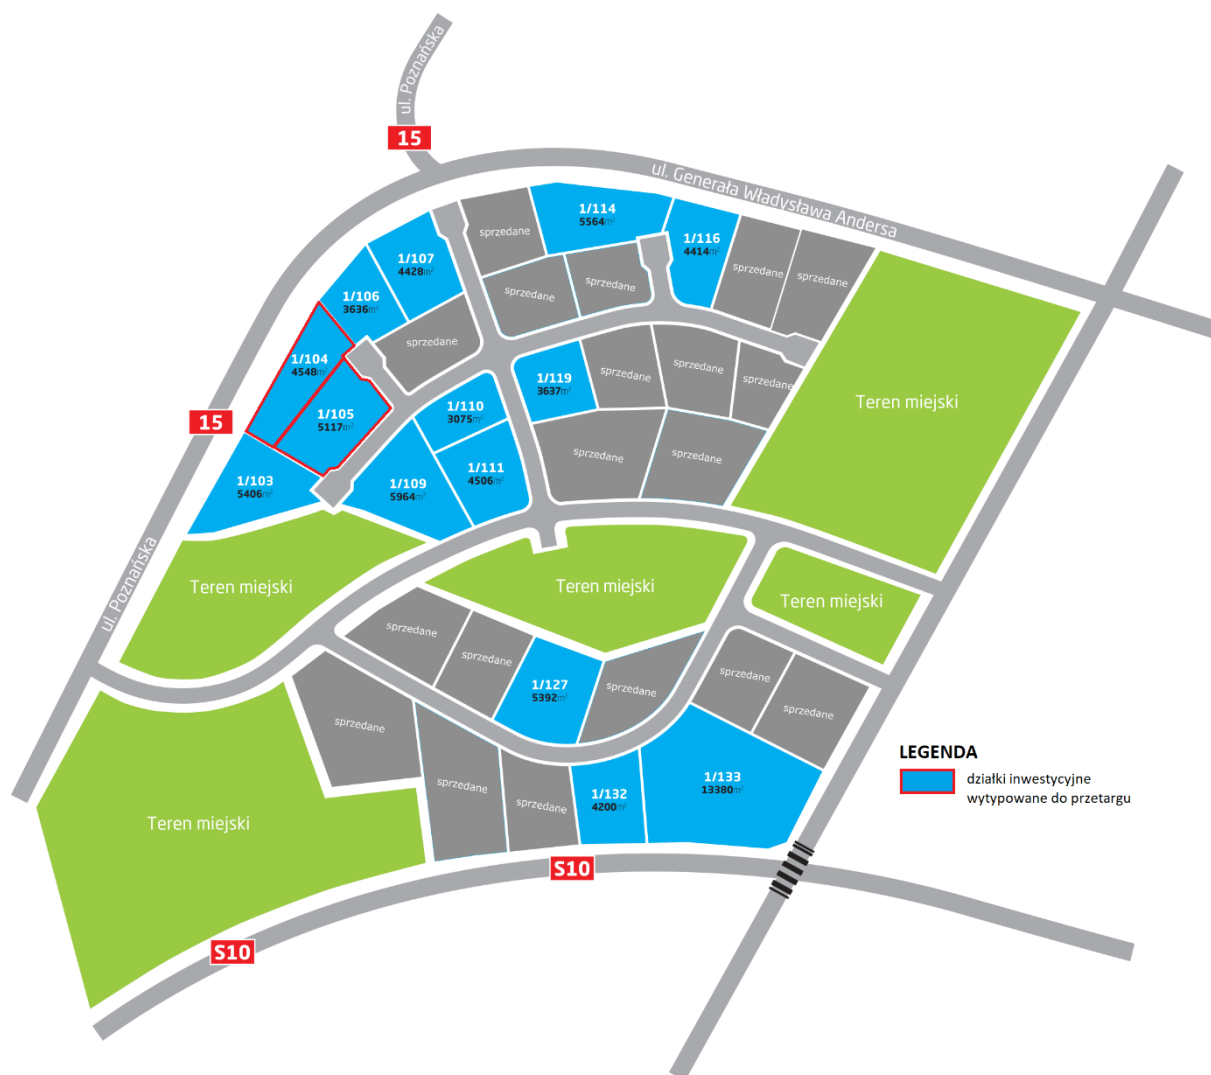 ul. Poznańska
15
ul. Generała Władysława Andersa
1/114
5564m²
sprzedane
1/116
4414m²
1/107
4428m²
sprzedane
sprzedane
sprzedane
sprzedane
1/106
3636m²
sprzedane
1/104
4548m²
sprzedane
1/119
3637m²
sprzedane
sprzedane
sprzedane
Teren miejski
1/105
5117m²
1/110
3075m²
15
sprzedane
sprzedane
1/103
5406m²
1/109
5964m²
1/111
4506m²
ul. Poznańska
Teren miejski
Teren miejski
Teren miejski
sprzedane
sprzedane
1/127
5392m²
sprzedane
sprzedane
sprzedane
sprzedane
sprzedane
sprzedane
1/132
4200m²
1/133
13380m²
LEGENDA
działki inwestycyjne
wytypowane do przetargu
Teren miejski
S10
S10